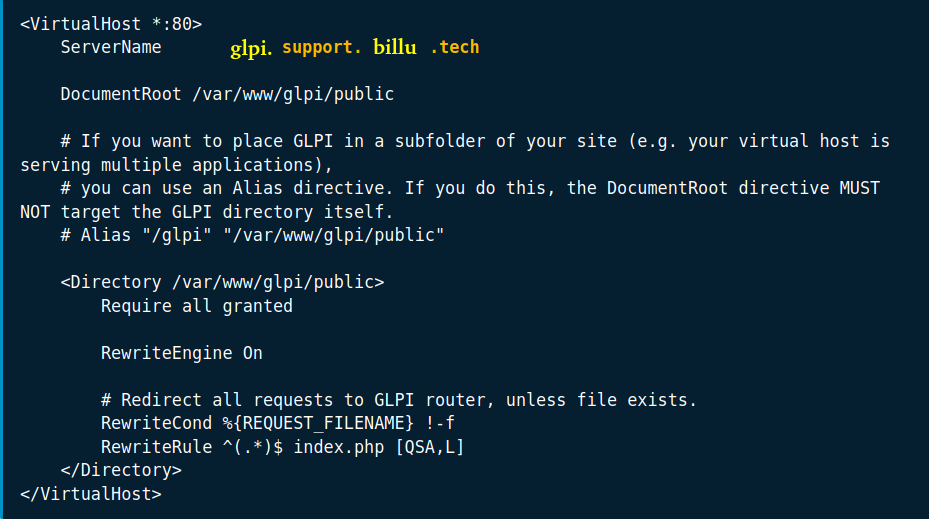 <VirtualHost *:80>
ServerName glpi. support. billu .tech
DocumentRoot /var/www/glpi/public
# If you want to place GLPI in a subfolder of your site (e.g. your virtual host is
serving multiple applications),
# you can use an Alias directive. If you do this, the DocumentRoot directive MUST
NOT target the GLPI directory itself.
# Alias "/glpi" "/var/www/glpi/public"
<Directory /var/www/glpi/public>
Require all granted
RewriteEngine On
# Redirect all requests to GLPI router, unless file exists.
RewriteCond %{REQUEST_FILENAME} !-f
RewriteRule ^(.*)$ index.php [QSA,L]
</Directory>
</VirtualHost>